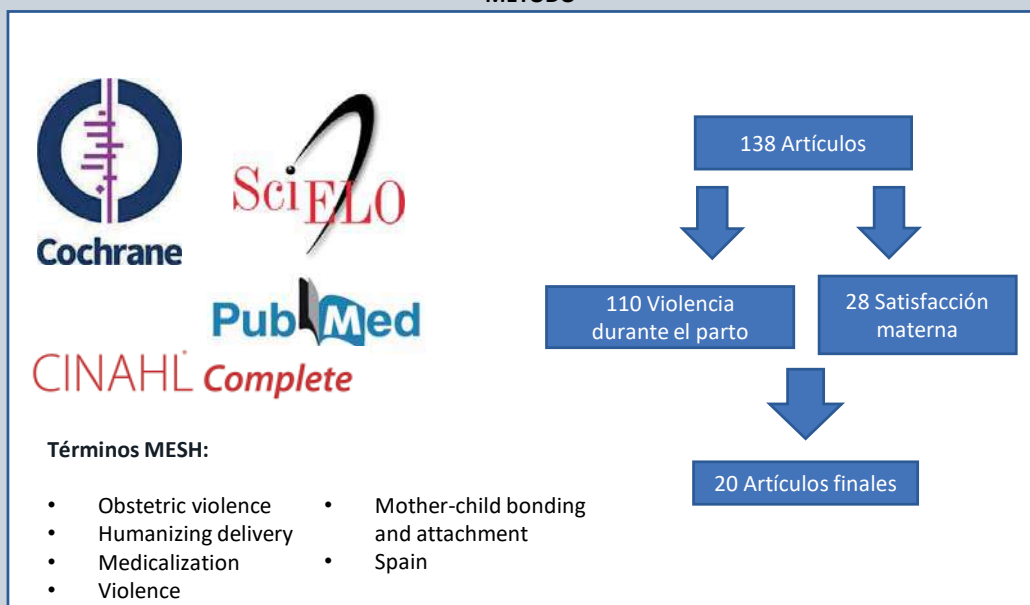 MÉTODO
Cochrane
SciELO
PubMed
CINAHL Complete
138 Artículos
110 Violencia
durante el parto
28 Satisfacción
materna
20 Artículos finales
Términos MESH:
• Obstetric violence
• Humanizing delivery
• Medicalization
• Violence
• Mother-child bonding
and attachment
• Spain